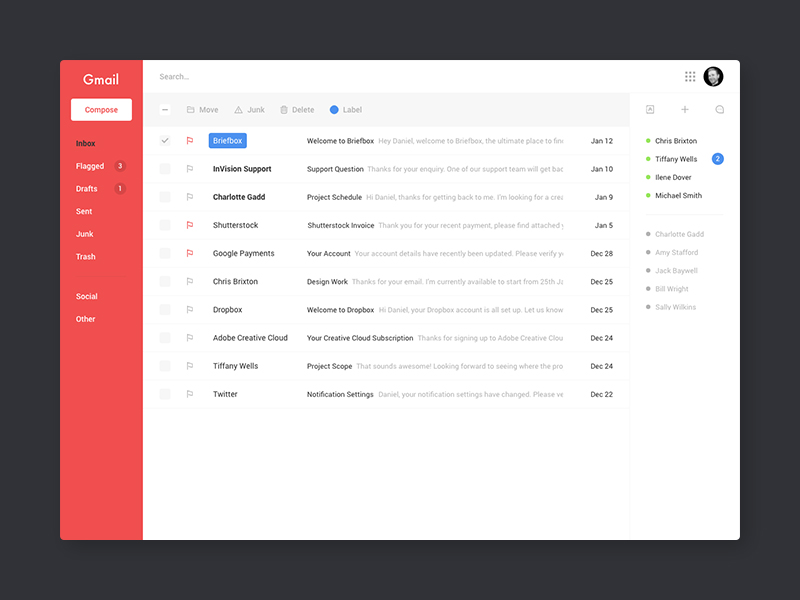 Gmail
Search...
Compose
Inbox
Flagged 3
Drafts 1
Sent
Junk
Trash
Social
Other
Move Junk Delete Label
Briefbox Welcome to Briefbox Hey Daniel, welcome to Briefbox, the ultimate place to Jan 12
InVision Support Support Question Thanks for your enquiry. One of our support team will get Jan 10
Charlotte Gadd Project Schedule Hi Daniel, thanks for getting back to me. I'm looking for a Jan 9
Shutterstock Shutterstock Invoice Thank you for your recent payment, please find attached Jan 5
Google Payments Your Account Your account details have recently been updated. Please verify Dec 28
Chris Brixton Design Work Thanks for your email. I'm currently available to start from 25th Dec 25
Dropbox Welcome to Dropbox Hi Daniel, your Dropbox account is all set up. Let us know Dec 25
Adobe Creative Cloud Your Creative Cloud Subscription Thanks for signing up to Adobe Creative Dec 24
Tiffany Wells Project Scope That sounds awesome! Looking forward to seeing where the pro Dec 24
Twitter Notification Settings Daniel, your notification settings have changed. Please ve Dec 22
Chris Brixton
Tiffany Wells 2
Ilene Dover
Michael Smith
Charlotte Gadd
Amy Stafford
Jack Baywell
Bill Wright
Sally Wilkins